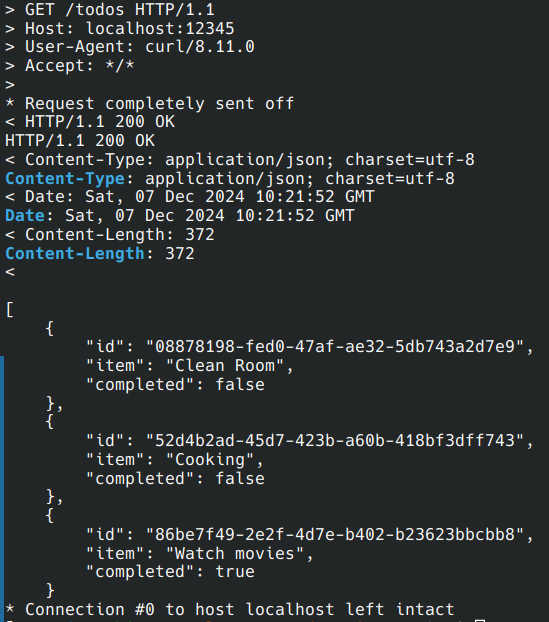 > GET /todos HTTP/1.1
> Host: localhost:12345
> User-Agent: curl/8.11.0
> Accept: */*
>
* Request completely sent off
< HTTP/1.1 200 OK
HTTP/1.1 200 OK
< Content-Type: application/json; charset=utf-8
Content-Type: application/json; charset=utf-8
< Date: Sat, 07 Dec 2024 10:21:52 GMT
Date: Sat, 07 Dec 2024 10:21:52 GMT
< Content-Length: 372
Content-Length: 372
<
[
    {
        "id": "08878198-fed0-47af-ae32-5db743a2d7e9",
        "item": "Clean Room",
        "completed": false
    },
    {
        "id": "52d4b2ad-45d7-423b-a60b-418bf3dff743",
        "item": "Cooking",
        "completed": false
    },
    {
        "id": "86be7f49-2e2f-4d7e-b402-b23623bbcbb8",
        "item": "Watch movies",
        "completed": true
    }
* Connection #0 to host localhost left intact